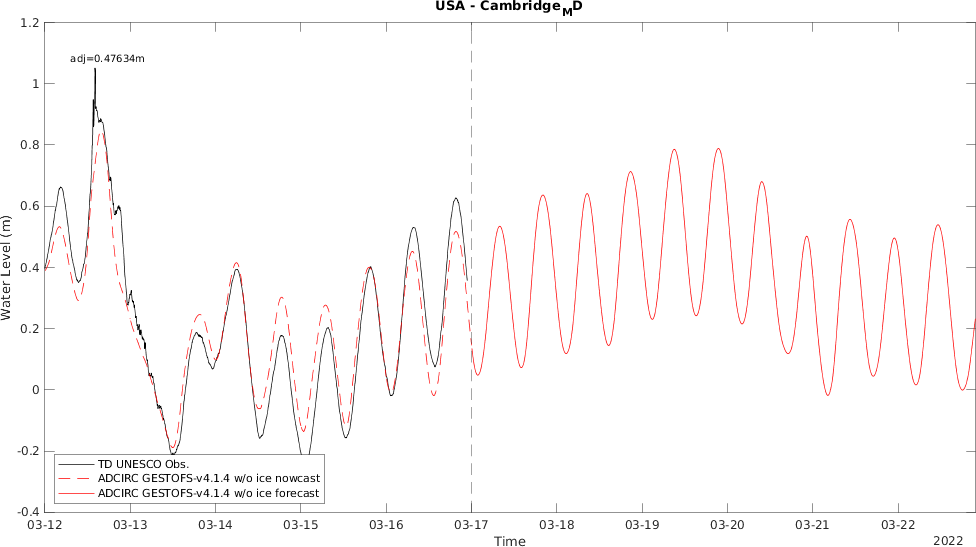 USA - Cambridge_MD
adj=0.47634m
Water Level (m)
1.2
1
0.8
0.6
0.4
0.2
0
-0.2
-0.4
TD UNESCO Obs.
ADCIRC GESTOFS-v4.1.4 w/o ice nowcast
ADCIRC GESTOFS-v4.1.4 w/o ice forecast
03-12 03-13 03-14 03-15 03-16 03-17 03-18 03-19 03-20 03-21 03-22
Time
2022